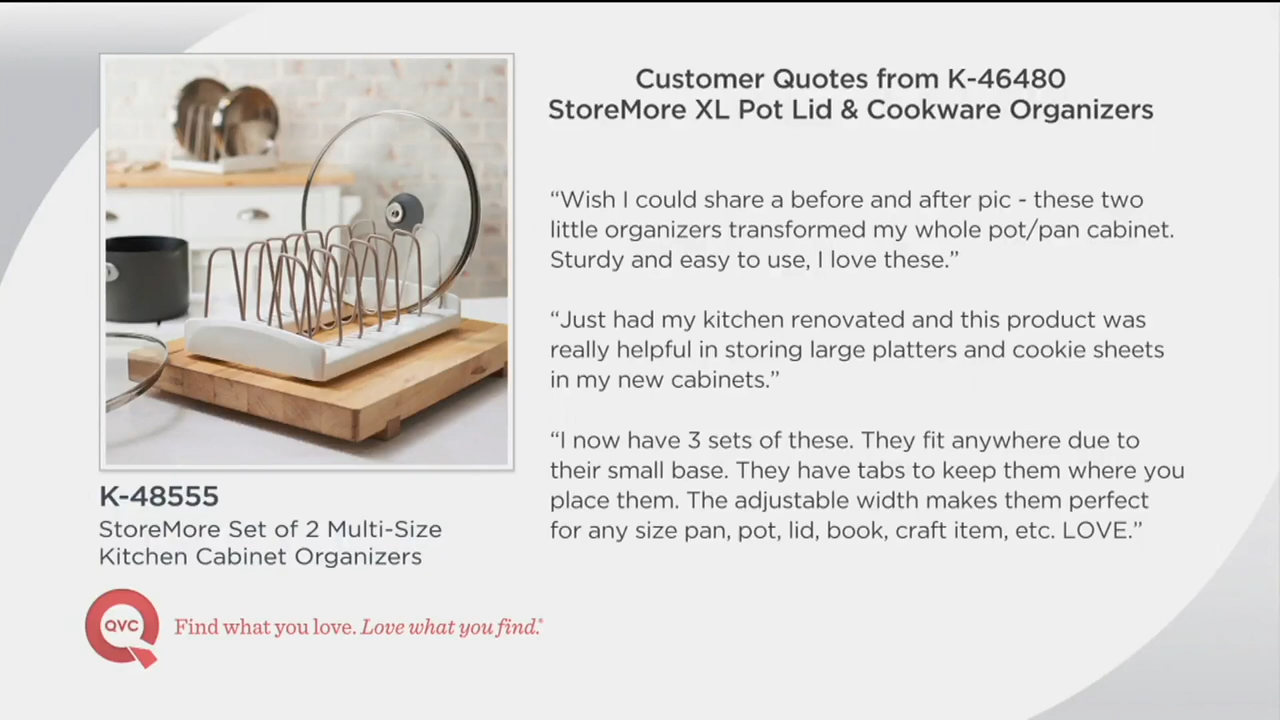 Customer Quotes from K-46480
StoreMore XL Pot Lid & Cookware Organizers
“Wish I could share a before and after pic - these two
little organizers transformed my whole pot/pan cabinet.
Sturdy and easy to use, I love these.”
“Just had my kitchen renovated and this product was
really helpful in storing large platters and cookie sheets
in my new cabinets.”
“I now have 3 sets of these. They fit anywhere due to
their small base. They have tabs to keep them where you
place them. The adjustable width makes them perfect
for any size pan, pot, lid, book, craft item, etc. LOVE.”
K-48555
StoreMore Set of 2 Multi-Size
Kitchen Cabinet Organizers
QVC
Find what you love. Love what you find.®